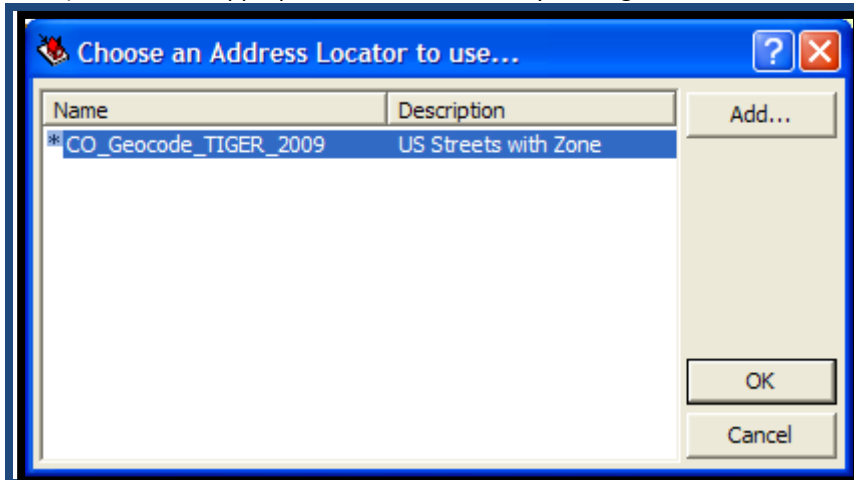 Choose an Address Locator to use...
Name Description Add...
* CO_Geocode_TIGER_2009 US Streets with Zone
OK
Cancel